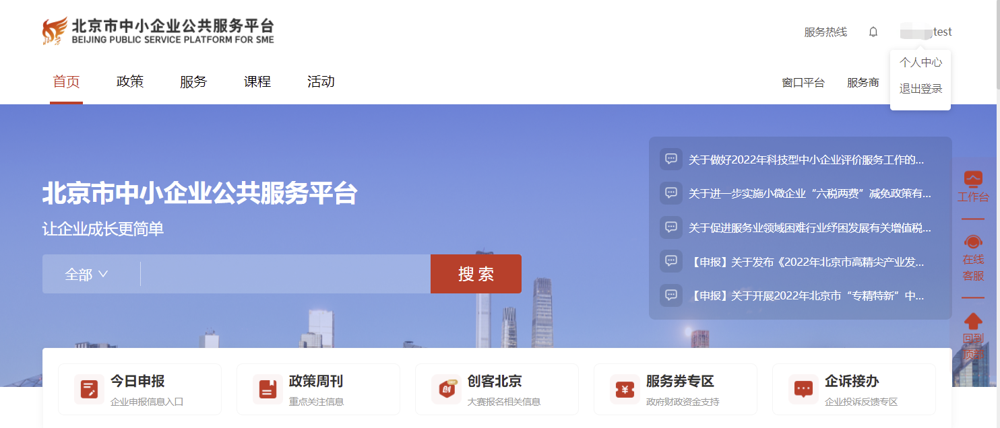 北京市中小企业公共服务平台
BEIJING PUBLIC SERVICE PLATFORM FOR SME
服务热线
test
个人中心
退出登录
首页 政策 服务 课程 活动
窗口平台 服务商
北京市中小企业公共服务平台
让企业成长更简单
全部
搜 索
关于做好2022年科技型中小企业评价服务工作的...
关于进一步实施小微企业“六税两费”减免政策有...
关于促进服务业领域困难行业纾困发展有关增值税...
【申报】关于发布《2022年北京市高精尖产业发...
【申报】关于开展2022年北京市“专精特新”中...
工作台
在线
客服
回到
顶部
今日申报
企业申报信息入口
政策周刊
重点关注信息
创
创客北京
大赛报名相关信息
服务券专区
政府财政资金支持
企诉接办
企业投诉反馈专区